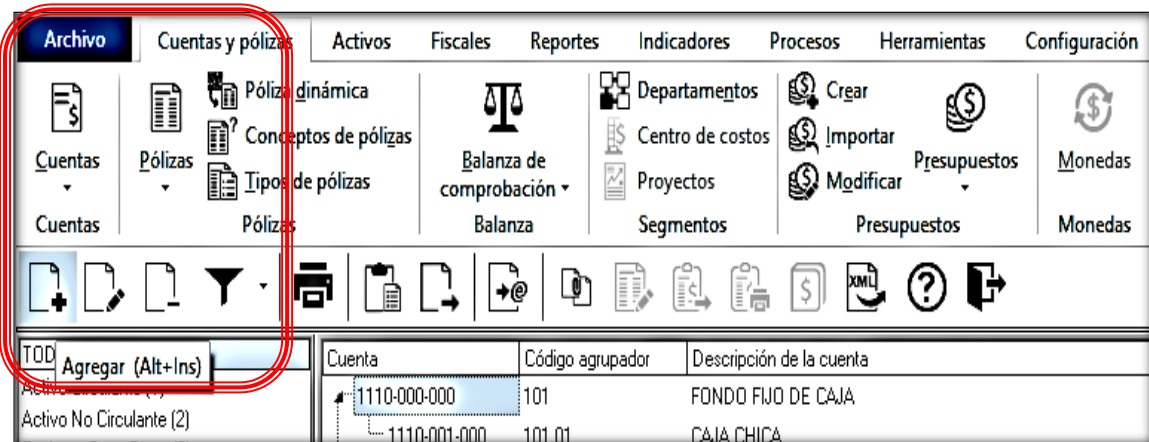 Archivo Cuentas y pólizas Activos Fiscales Reportes Indicadores Procesos Herramientas Configuración
Cuentas
Cuentas
Pólizas
Póliza dinámica
Conceptos de pólizas
Tipos de pólizas
Pólizas
Balanza de
comprobación
Balanza
Departamentos
Centro de costos
Proyectos
Segmentos
Crear
Importar
Modificar
Presupuestos
Presupuestos
Monedas
Monedas
XML
Agregar (Alt+Ins)
Activo No Circulante (2)
Cuenta Código agrupador Descripción de la cuenta
1110-000-000 101 FONDO FIJO DE CAJA
1110-001-000 101.01 CAJA CHICA